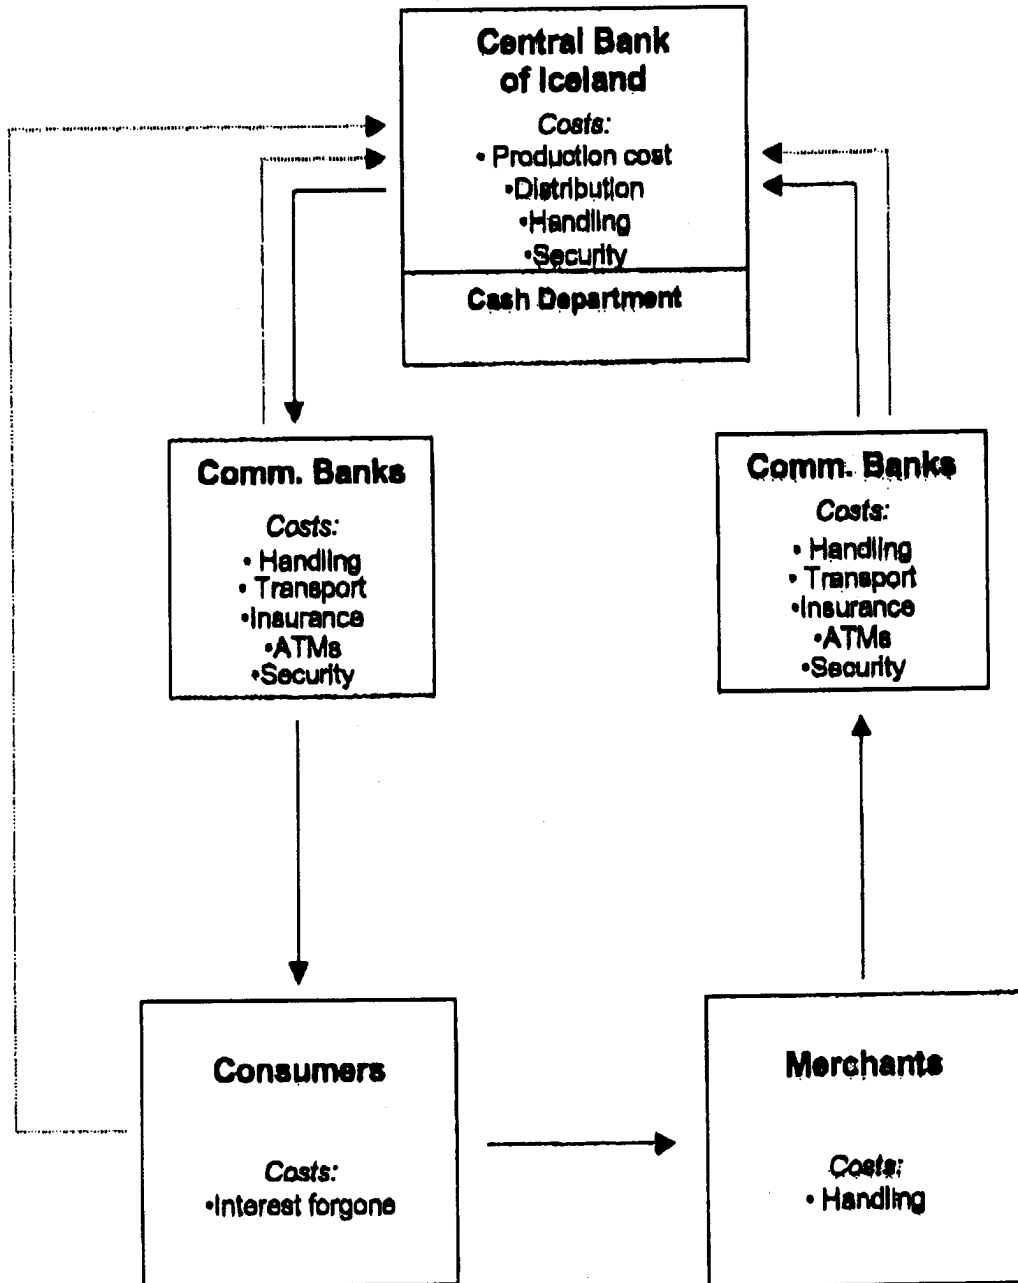 Central Bank
of Iceland
Costs:
• Production cost
•Distribution
•Handling
•Security
Cash Department
Comm. Banks
Costs:
• Handling
• Transport
•Insurance
•ATMs
•Security
Comm. Banks
Costs:
• Handling
• Transport
•Insurance
•ATMs
•Security
Consumers
Costs:
•Interest forgone
Merchants
Costs:
• Handling